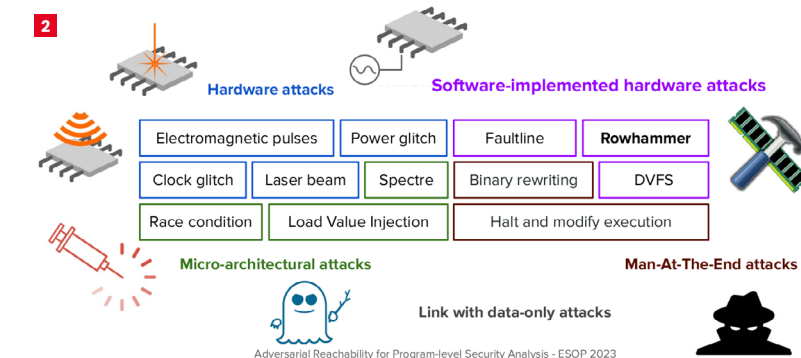 2
Hardware attacks
Software-implemented hardware attacks
Electromagnetic pulses
Power glitch
Faultline
Rowhammer
Clock glitch
Laser beam
Spectre
Binary rewriting
DVFS
Race condition
Load Value Injection
Halt and modify execution
Micro-architectural attacks
Man-At-The-End attacks
Link with data-only attacks
Adversarial Reachability for Program-level Security Analysis - ESOP 2023